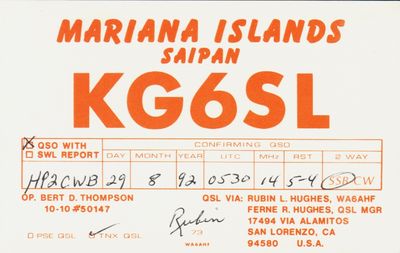 MARIANA ISLANDS
SAIPAN
KG6SL
X QSO WITH CONFIRMING QSO
SWL REPORT DAY MONTH YEAR UTC MHz RST 2 WAY
HP2CWB 29 8 92 0530 14 5-9 SSB CW
OP. BERT D. THOMPSON QSL VIA: RUBIN L. HUGHES, WA6AHF
10-10 #50147 FERNE R. HUGHES, QSL MGR
Rubin 17494 VIA ALAMITOS
SAN LORENZO, CA
PSE QSL ✓ TNX QSL 73 94580 U.S.A.
WA6AHF